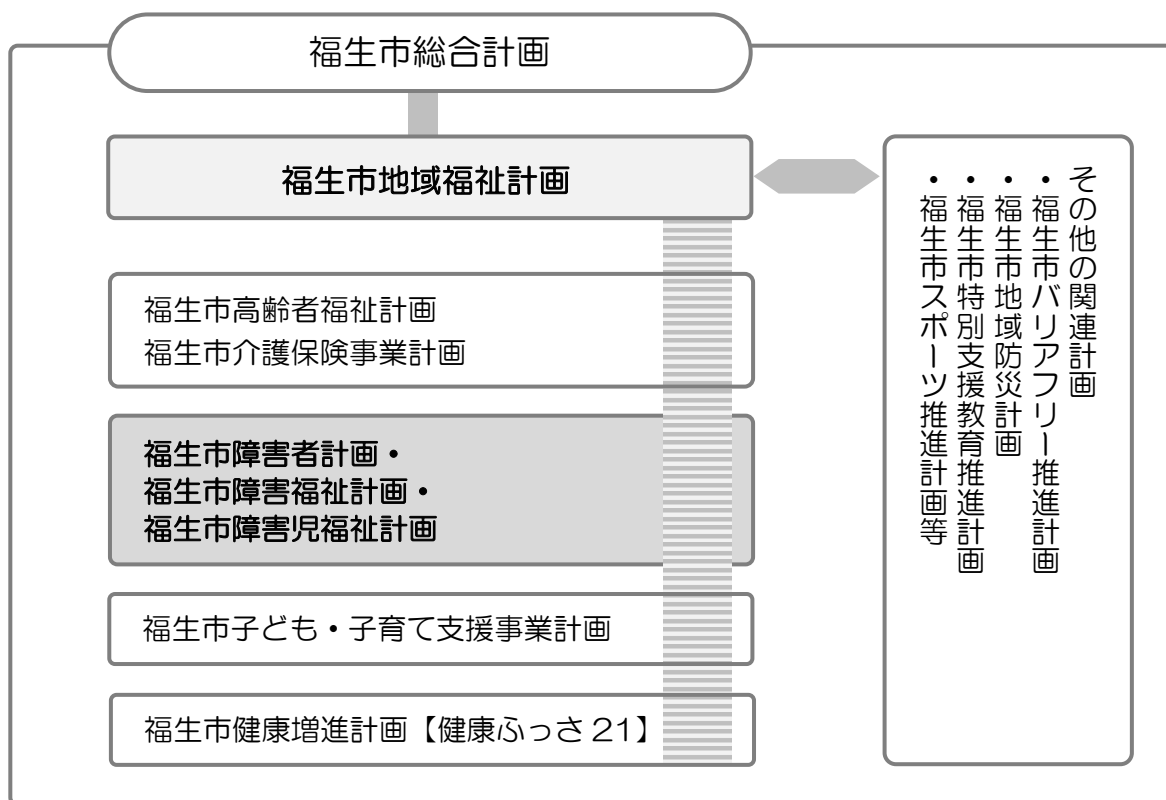 福生市総合計画
福生市地域福祉計画
福生市高齢者福祉計画
福生市介護保険事業計画
福生市障害者計画・
福生市障害福祉計画・
福生市障害児福祉計画
福生市子ども・子育て支援事業計画
福生市健康増進計画【健康ふっさ21】
その他の関連計画
・福生市バリアフリー推進計画
・福生市地域防災計画
・福生市特別支援教育推進計画
・福生市スポーツ推進計画等